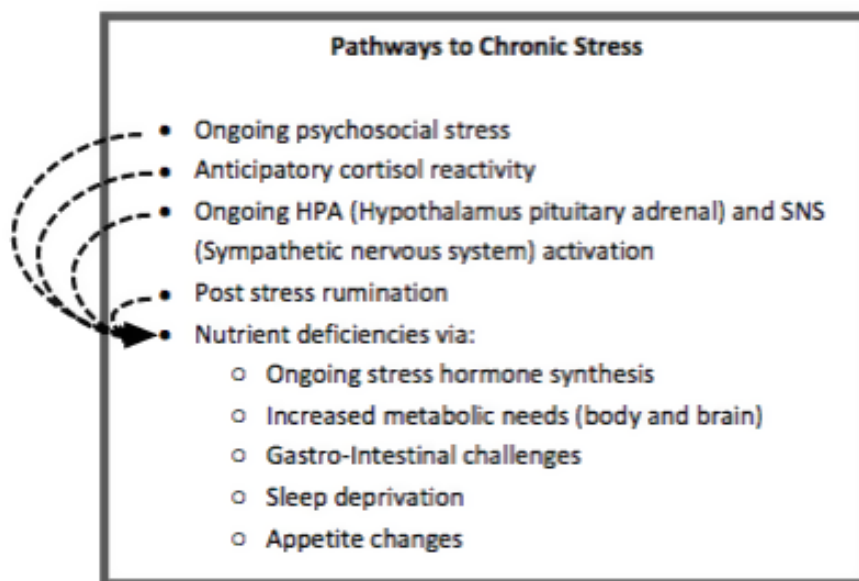 Pathways to Chronic Stress
• Ongoing psychosocial stress
• Anticipatory cortisol reactivity
• Ongoing HPA (Hypothalamus pituitary adrenal) and SNS
(Sympathetic nervous system) activation
• Post stress rumination
• Nutrient deficiencies via:
o Ongoing stress hormone synthesis
o Increased metabolic needs (body and brain)
o Gastro-Intestinal challenges
o Sleep deprivation
o Appetite changes